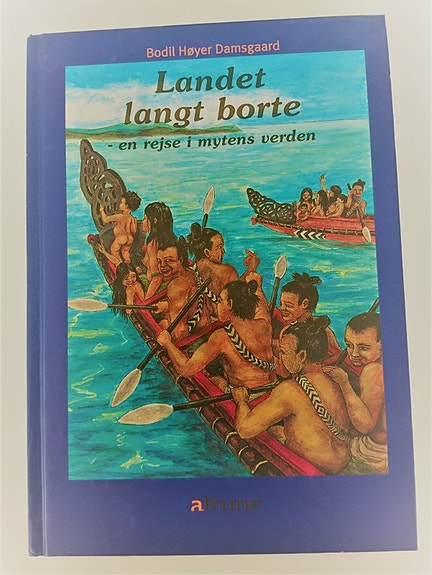 Bodil Høyer Damsgaard
Landet
langt borte
- en rejse i mytens verden
alrune